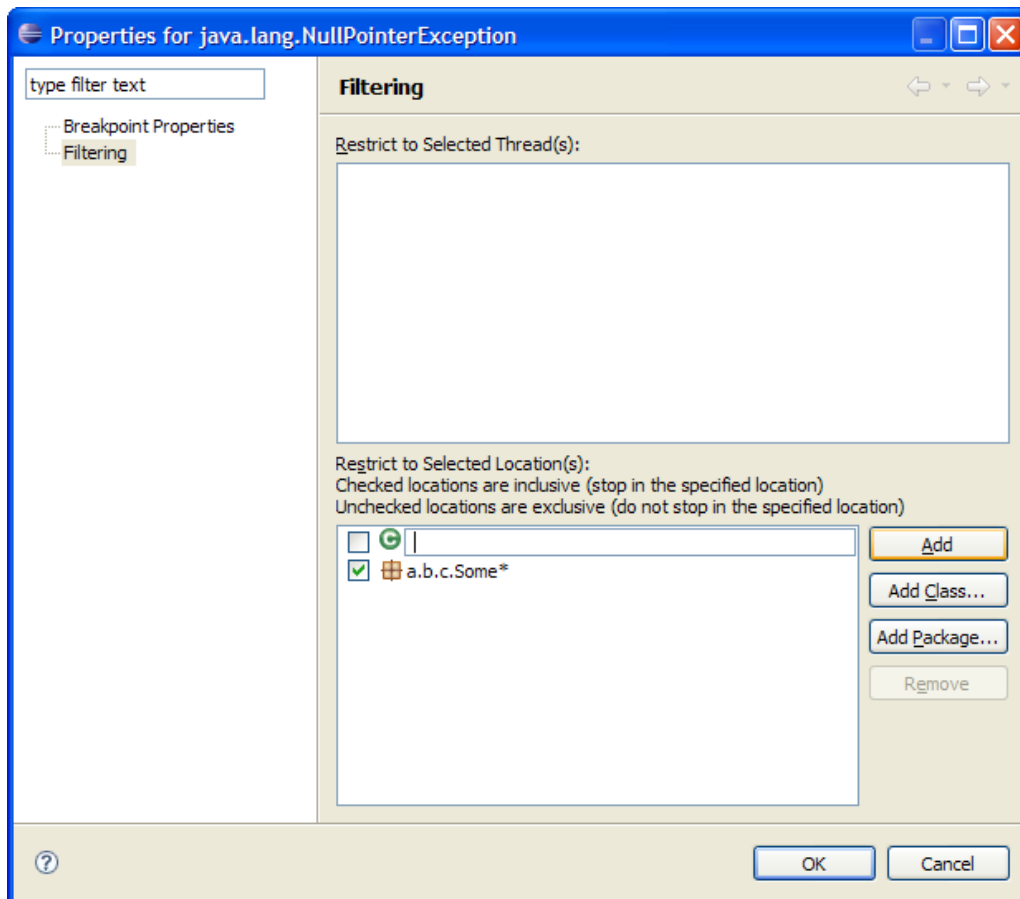 Properties for java.lang.NullPointerException
type filter text
Breakpoint Properties
Filtering
Filtering
Restrict to Selected Thread(s):
Restrict to Selected Location(s):
Checked locations are inclusive (stop in the specified location)
Unchecked locations are exclusive (do not stop in the specified location)
C
a.b.c.Some*
Add
Add Class...
Add Package...
Remove
?
OK
Cancel